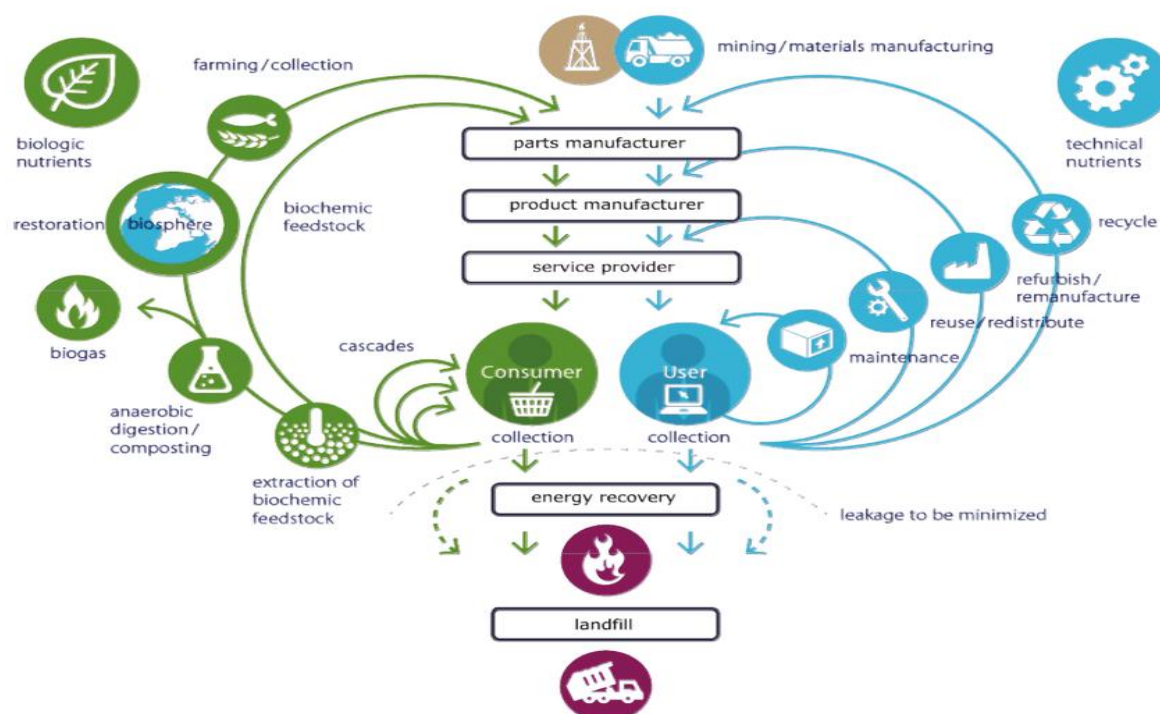 mining/materials manufacturing
farming/collection
biologic
nutrients
technical
nutrients
parts manufacturer
biochemic
feedstock
product manufacturer
restoration
biosphere
recycle
service provider
refurbish/
remanufacture
reuse/redistribute
biogas
cascades
maintenance
Consumer
User
anaerobic
digestion/
composting
collection
collection
extraction of
biochemic
feedstock
energy recovery
leakage to be minimized
landfill